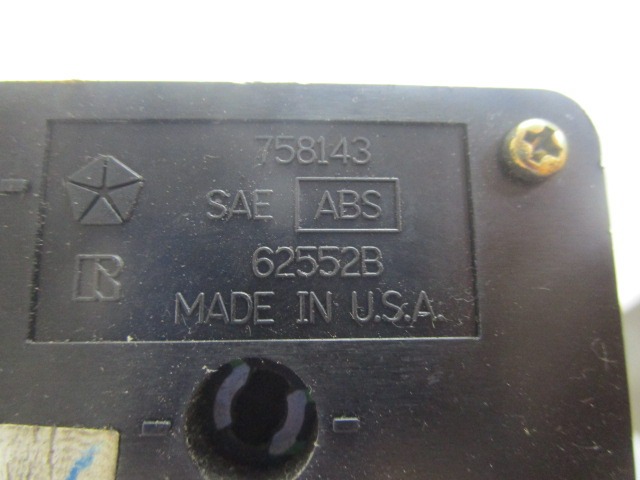 758143
SAE ABS
R 62552B
MADE IN U.S.A.